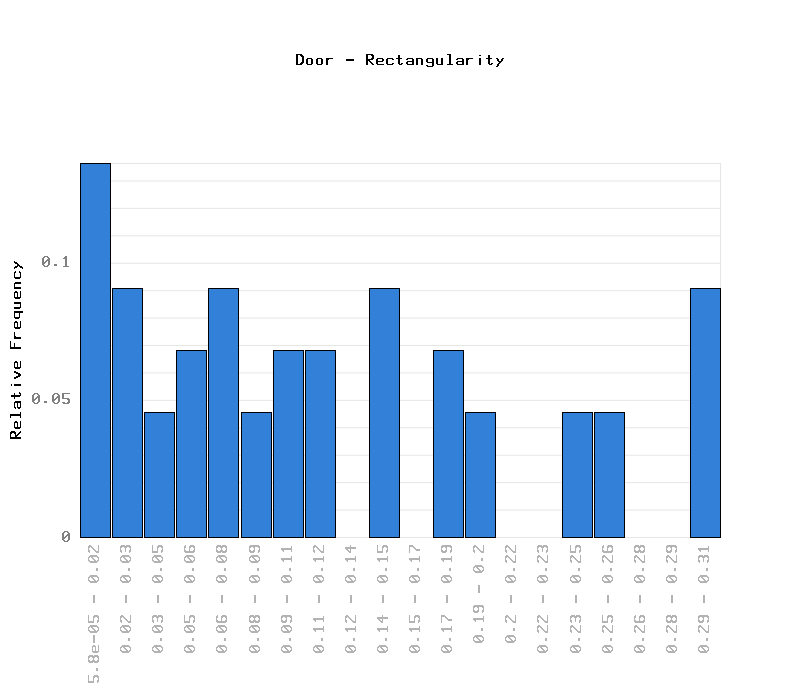 Door - Rectangularity
Relative Frequency
0.1
0.05
0
5.8e-05 - 0.02
0.02 - 0.03
0.03 - 0.05
0.05 - 0.06
0.06 - 0.08
0.08 - 0.09
0.09 - 0.11
0.11 - 0.12
0.12 - 0.14
0.14 - 0.15
0.15 - 0.17
0.17 - 0.19
0.19 - 0.2
0.2 - 0.22
0.22 - 0.23
0.23 - 0.25
0.25 - 0.26
0.26 - 0.28
0.28 - 0.29
0.29 - 0.31